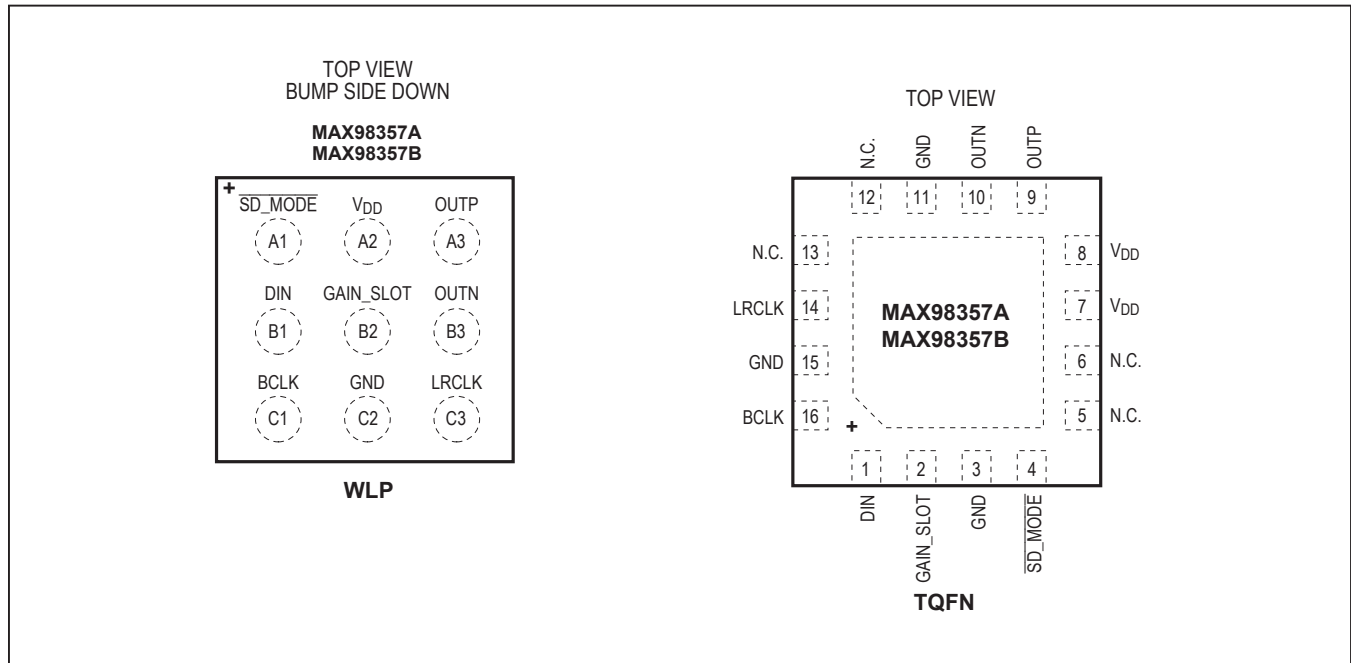 TOP VIEW
BUMP SIDE DOWN
MAX98357A
MAX98357B
+
SD_MODE VDD OUTP
A1 A2 A3
DIN GAIN_SLOT OUTN
B1 B2 B3
BCLK GND LRCLK
C1 C2 C3
WLP
TOP VIEW
N.C. GND OUTN OUTP
12 11 10 9
N.C. 13 8 VDD
LRCLK 14 7 VDD
MAX98357A
MAX98357B
GND 15 6 N.C.
BCLK 16 5 N.C.
+
1 2 3 4
DIN GAIN_SLOT GND SD_MODE
TQFN